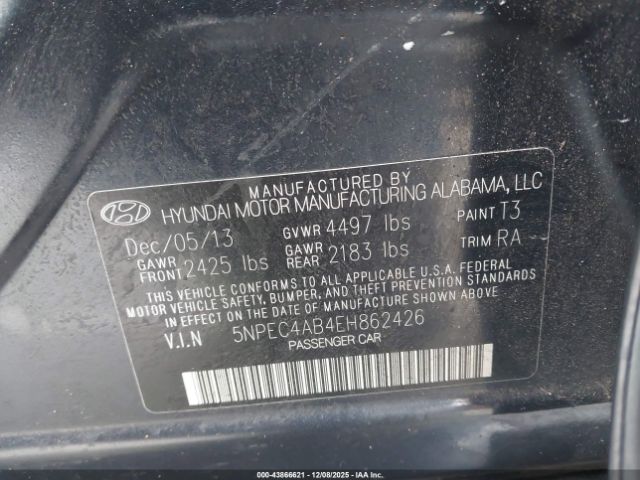 MANUFACTURED BY
HYUNDAI MOTOR MANUFACTURING ALABAMA, LLC
Dec/05/13 GVWR 4497 lbs PAINT T3
GAWR FRONT 2425 lbs GAWR REAR 2183 lbs TRIM RA
THIS VEHICLE CONFORMS TO ALL APPLICABLE U.S.A. FEDERAL
MOTOR VEHICLE SAFETY, BUMPER, AND THEFT PREVENTION STANDARDS
IN EFFECT ON THE DATE OF MANUFACTURE SHOWN ABOVE.
V.I.N 5NPEC4AB4EH862426
PASSENGER CAR
000-43866621 - 12/08/2025 - IAAI.COM